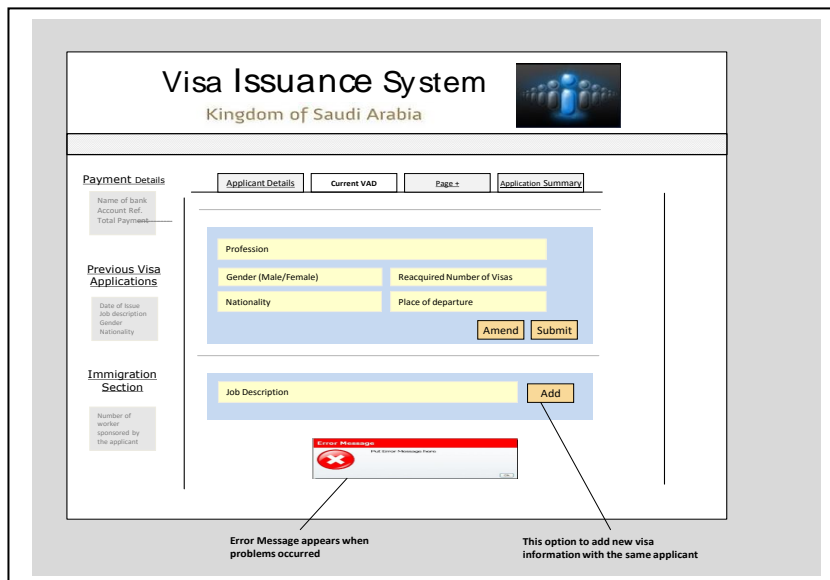 Visa Issuance System
Kingdom of Saudi Arabia
Payment Details
Name of bank
Account Ref.
Total Payment
Previous Visa
Applications
Date of Issue
Job description
Gender
Nationality
Immigration
Section
Number of
worker
sponsored by
the applicant
Applicant Details
Current VAD
Page +
Application Summary
Profession
Gender (Male/Female)
Reacquired Number of Visas
Nationality
Place of departure
Amend
Submit
Job Description
Add
Error Message
Put Error Message here
Error Message appears when
problems occurred
This option to add new visa
information with the same applicant